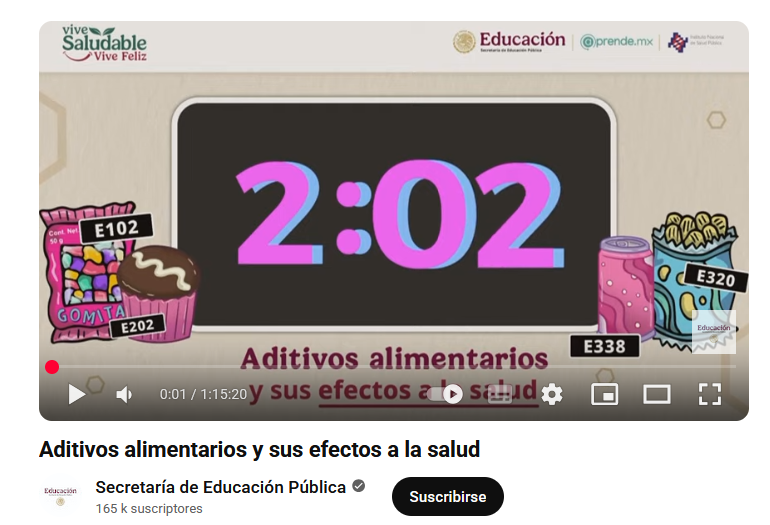 vive
Saludable
Vive Feliz
Educación
Secretaría de Educación Pública
@prende.mx
2:02
Cont. Net.
50 g
E102
GOMITA
E202
E320
E338
Educación
Aditivos alimentarios
y sus efectos a la salud
0:01 / 1:15:20
Aditivos alimentarios y sus efectos a la salud
Educación
Secretaría de Educación Pública
165 k suscriptores
Suscribirse